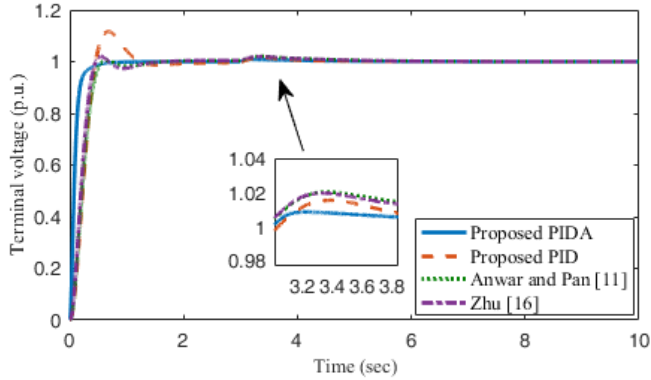 1.2
1
0.8
0.6
0.4
0.2
0
Terminal voltage (p.u.)
1.04
1.02
1
0.98
3.2 3.4 3.6 3.8
Proposed PIDA
Proposed PID
Anwar and Pan [11]
Zhu [16]
0 2 4 6 8 10
Time (sec)